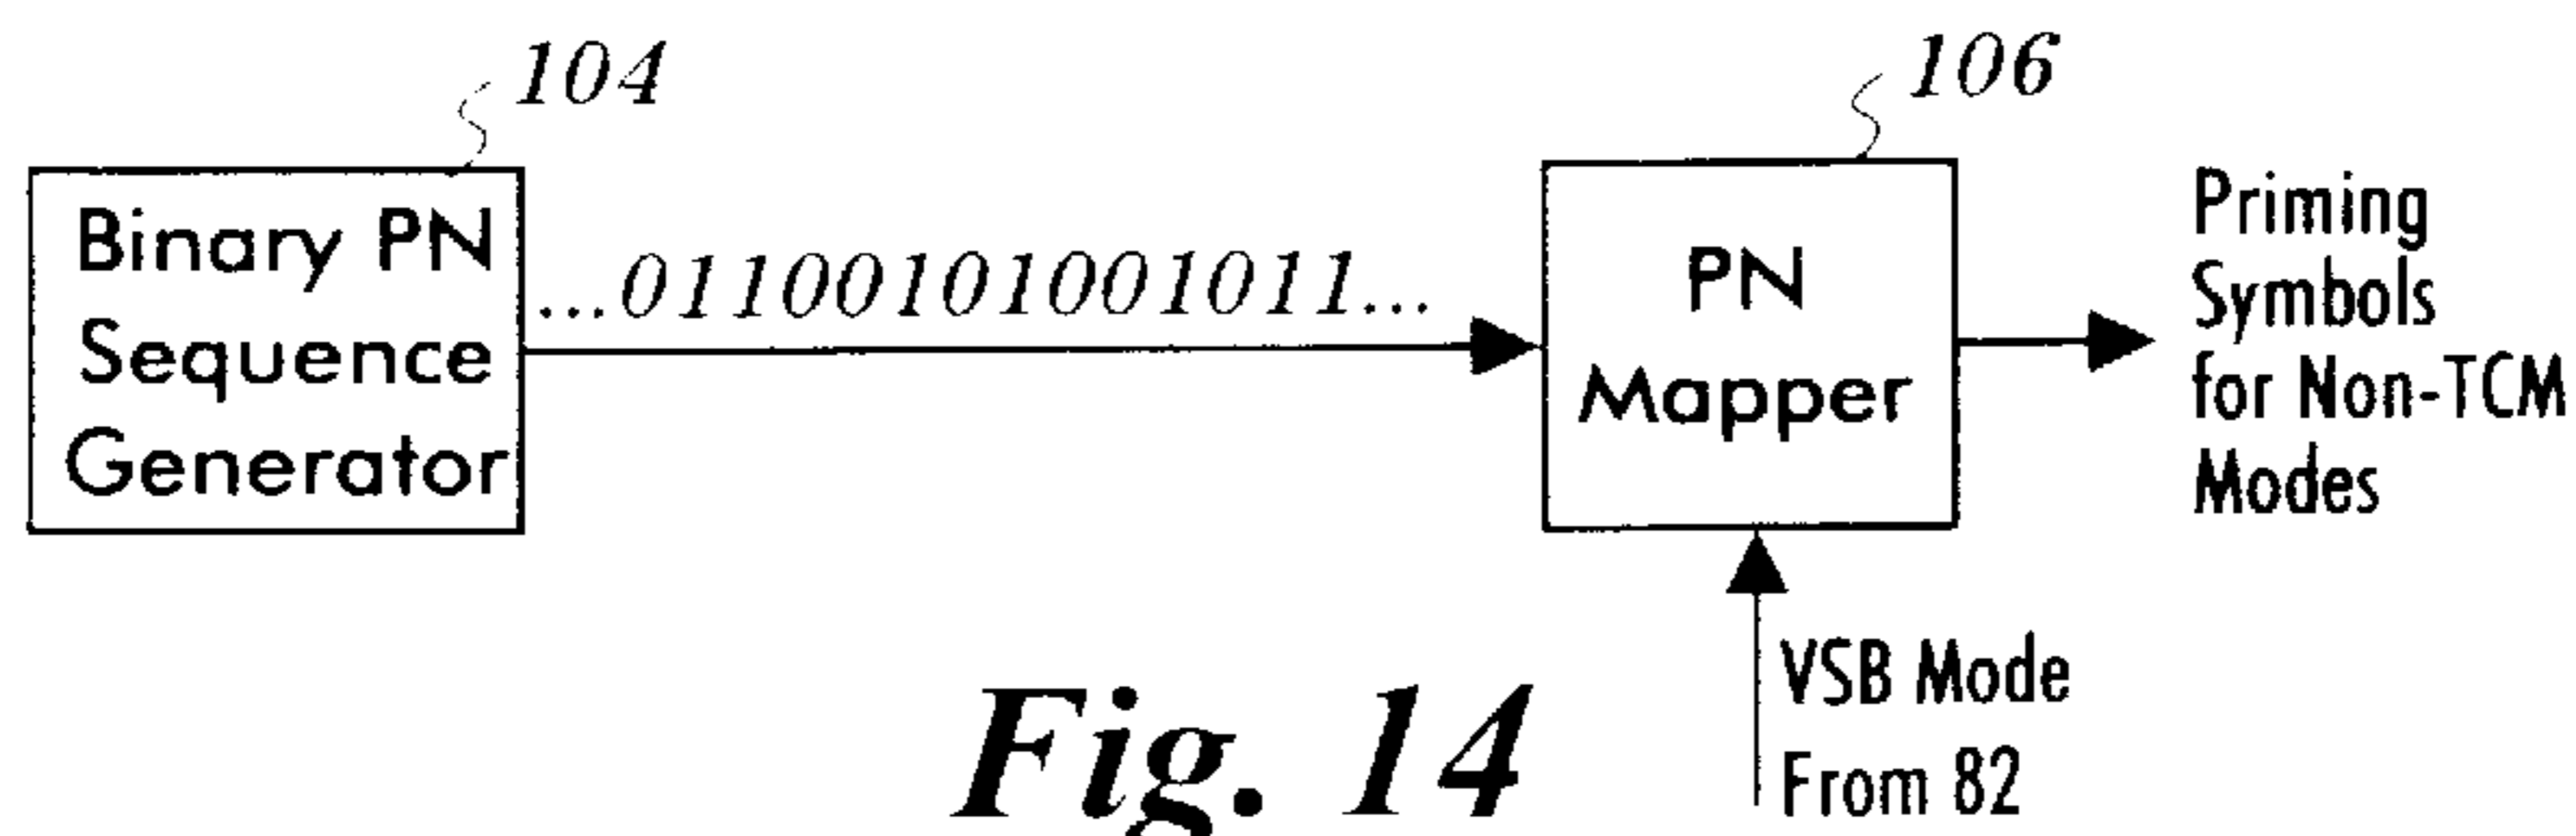 104
Binary PN
Sequence
Generator
...01100101001011...
106
PN
Mapper
Priming
Symbols
for Non-TCM
Modes
VSB Mode
From 82
Fig. 14